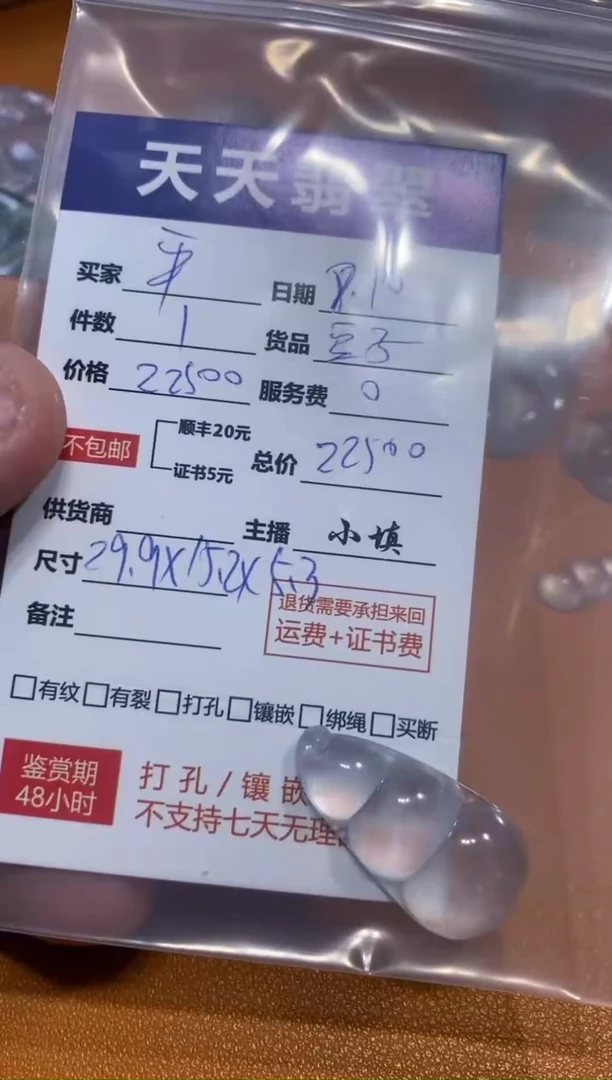 天天翡翠
买家 平 日期 8.10
件数 1 货品 豆子
价格 22500 服务费 0
不包邮 顺丰20元 证书5元 总价 22500
供货商 主播 小填
尺寸 29.9X15.2X5.3
备注
退货需要承担来回
运费+证书费
□有纹□有裂□打孔□镶嵌□绑绳□买断
鉴赏期
48小时
打孔/镶嵌
不支持七天无理